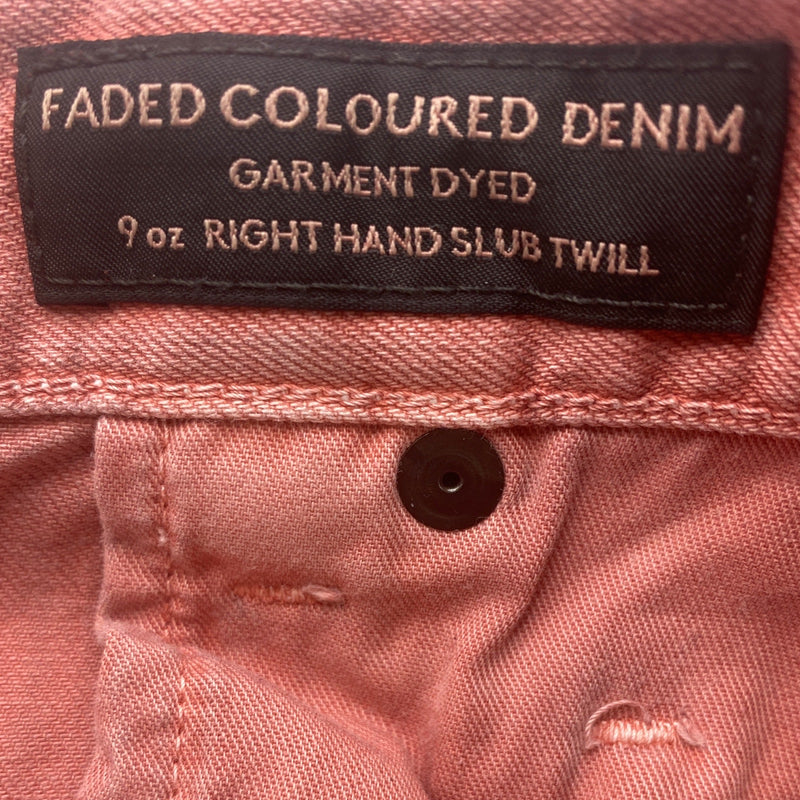 FADED COLOURED DENIM
GARMENT DYED
9 oz RIGHT HAND SLUB TWILL